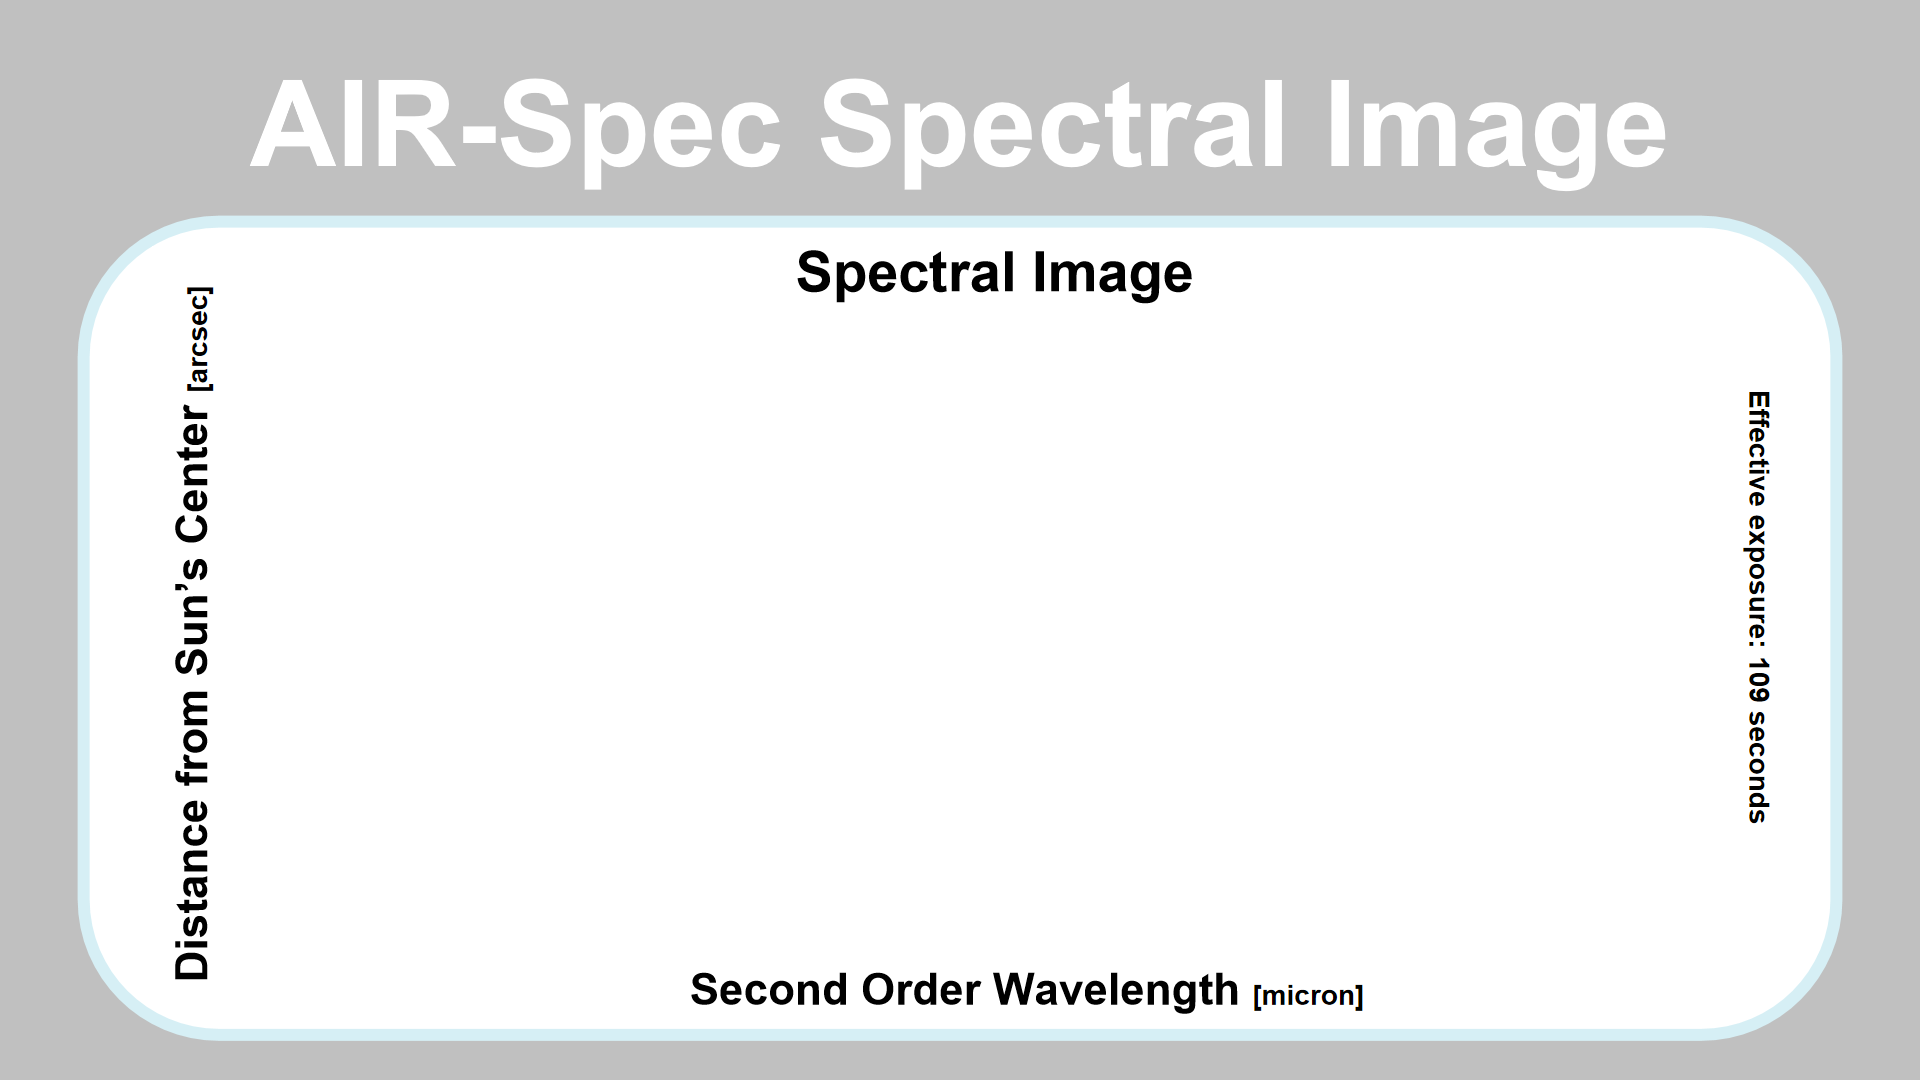 AIR-Spec Spectral Image
Spectral Image
Distance from Sun’s Center [arcsec]
Effective exposure: 109 seconds
Second Order Wavelength [micron]